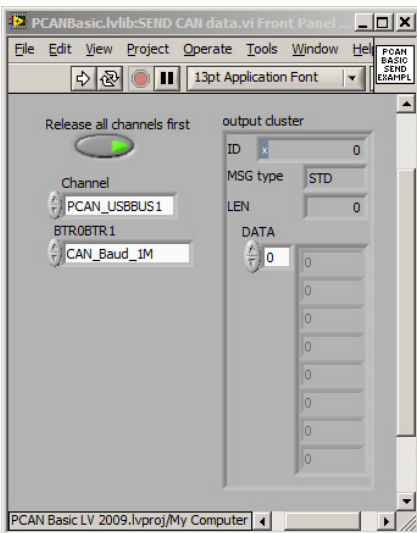 PCANBasic.lvlib:SEND CAN data.vi Front Panel ...
File Edit View Project Operate Tools Window Help
PCAN
BASIC
SEND
EXAMPL
13pt Application Font
Release all channels first
output cluster
ID x 0
MSG type STD
LEN 0
Channel
PCAN_USBBUS1
BTR0BTR1
CAN_Baud_1M
DATA
0
0
0
0
0
0
0
0
0
PCAN Basic LV 2009.lvproj/My Computer